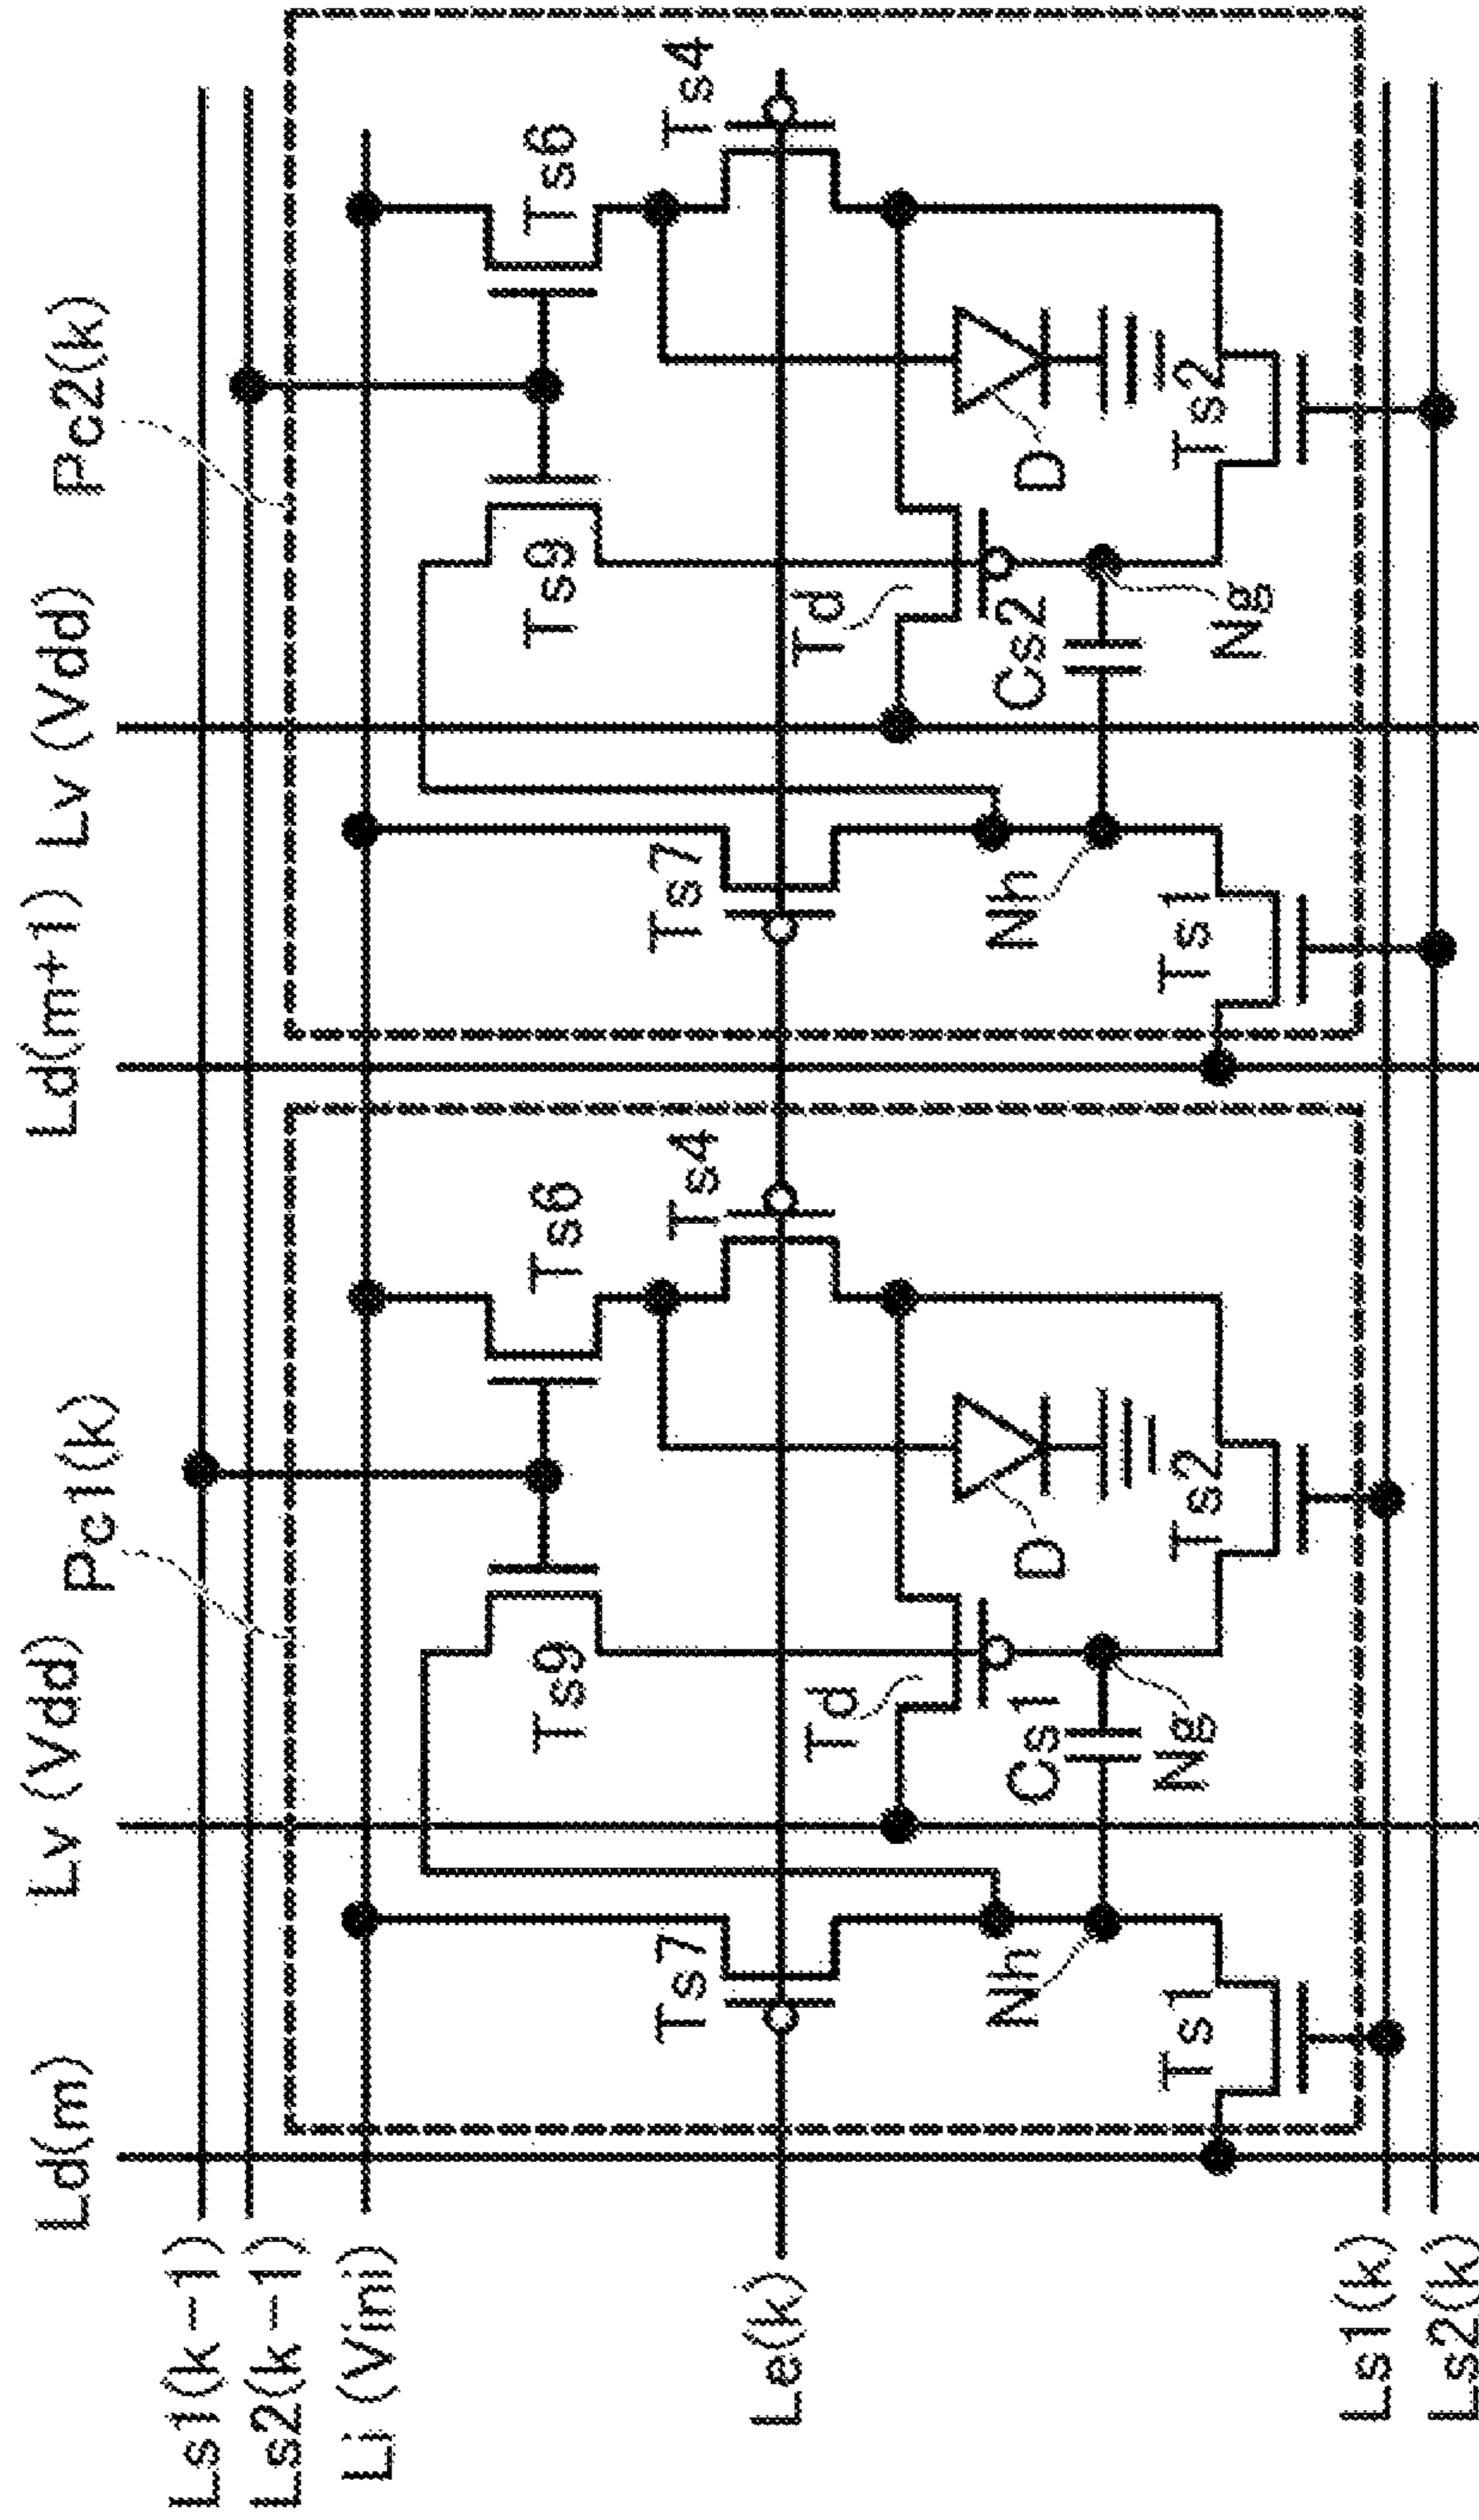 Ld(m)
Lv (Vdd)
Pc1(k)
Ld(m+1)
Lv (Vdd)
Pc2(k)
Ls1(k-1)
Ls2(k-1)
Li (Vini)
Ts9
Ts6
Ts9
Ts6
Ts7
Ts4
Ts7
Ts4
Le(k)
Td
Td
Nh
Cs1
D
Nh
Cs2
D
Ts1
Ng
Ts2
Ts1
Ng
Ts2
Ls1(k)
Ls2(k)